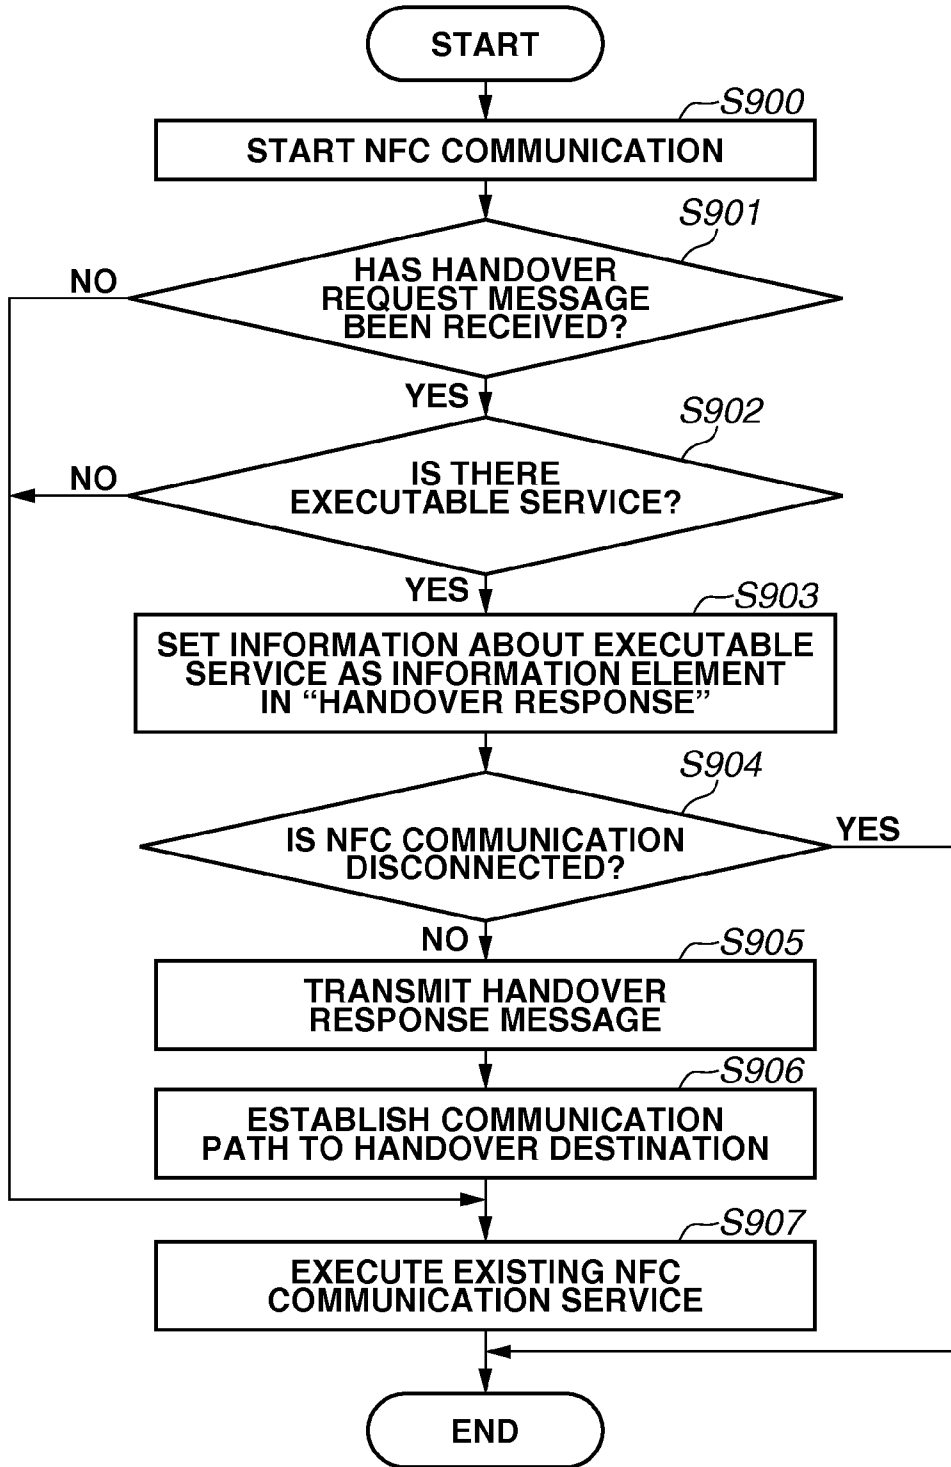 START
S900
START NFC COMMUNICATION
S901
HAS HANDOVER
REQUEST MESSAGE
BEEN RECEIVED?
NO
YES
S902
IS THERE
EXECUTABLE SERVICE?
NO
YES
S903
SET INFORMATION ABOUT EXECUTABLE
SERVICE AS INFORMATION ELEMENT
IN “HANDOVER RESPONSE”
S904
IS NFC COMMUNICATION
DISCONNECTED?
YES
NO
S905
TRANSMIT HANDOVER
RESPONSE MESSAGE
S906
ESTABLISH COMMUNICATION
PATH TO HANDOVER DESTINATION
S907
EXECUTE EXISTING NFC
COMMUNICATION SERVICE
END